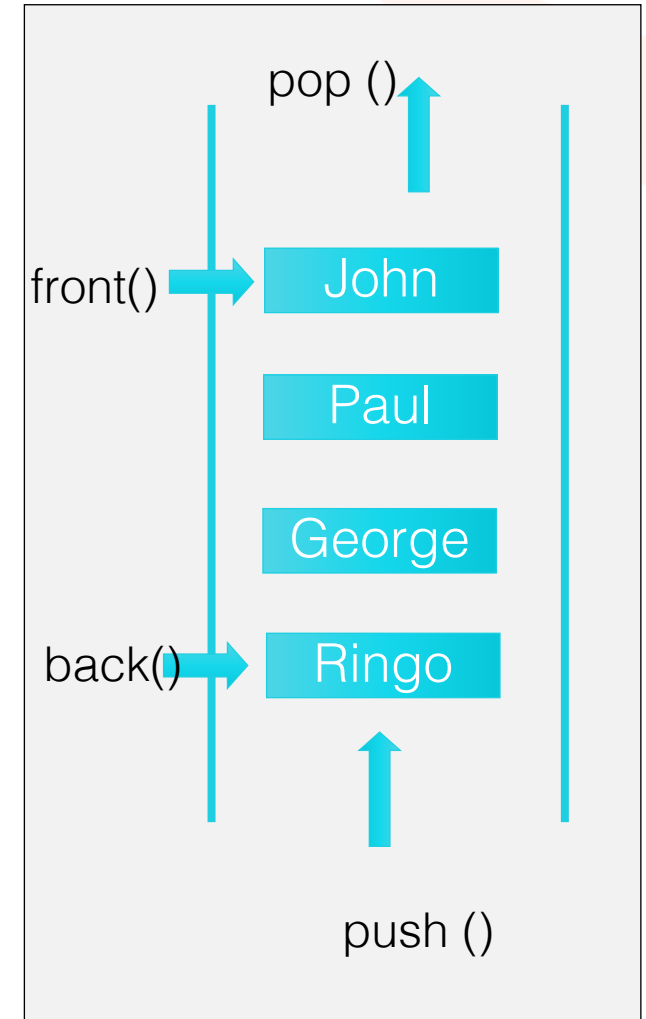 pop ()
front()
John
Paul
George
back()
Ringo
push ()